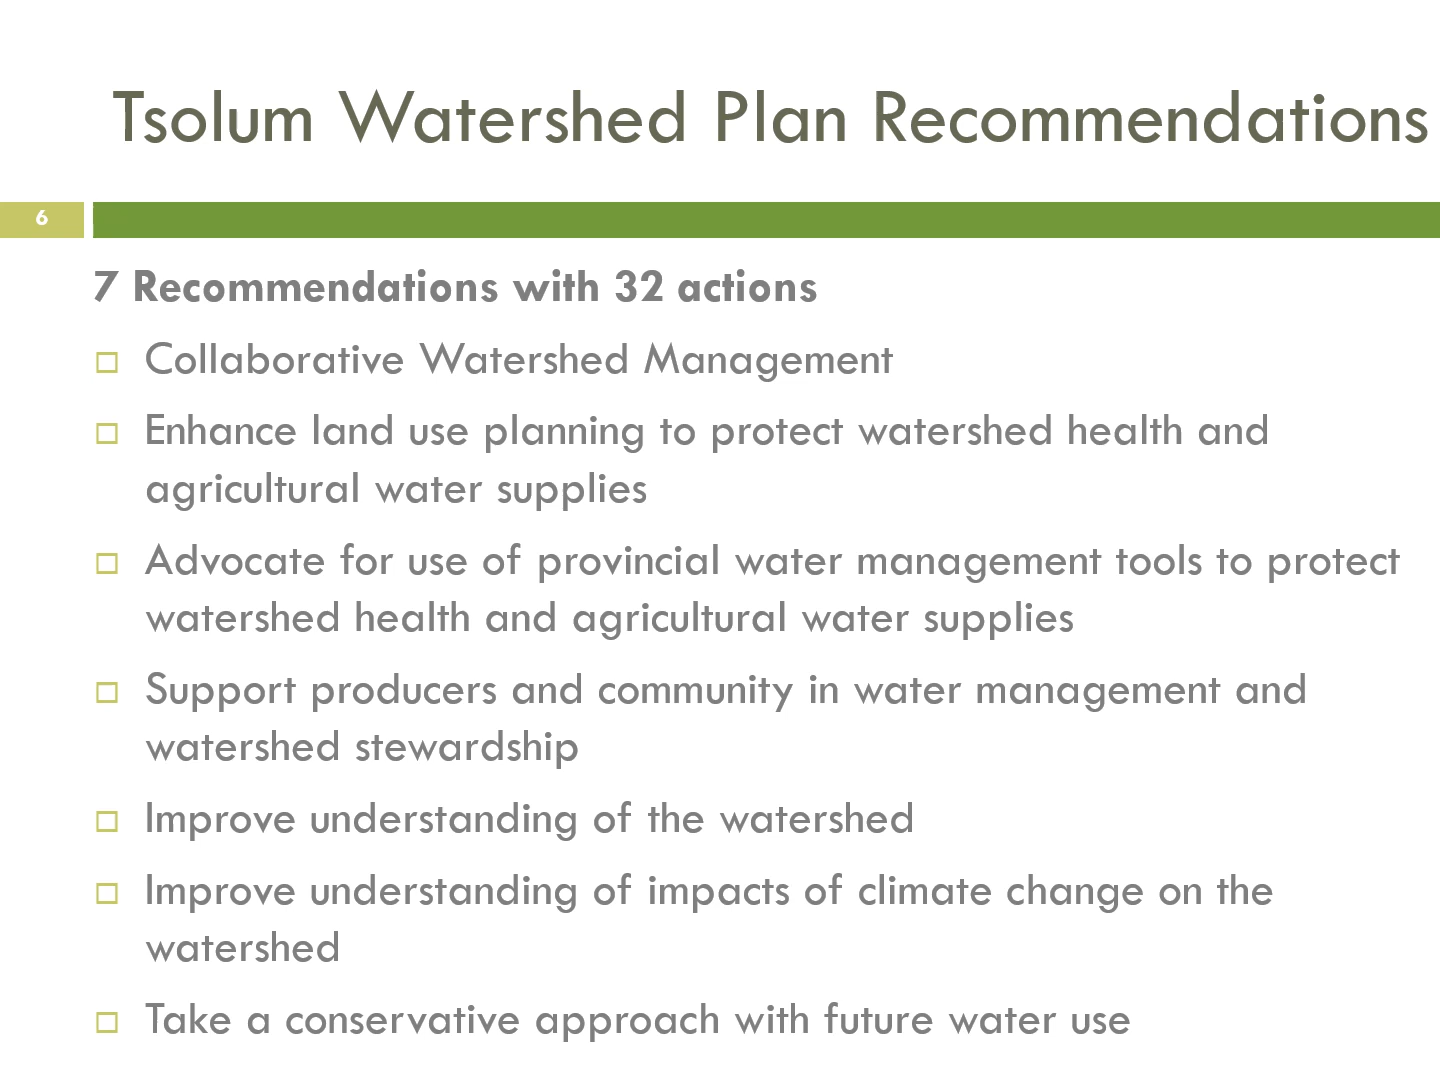 Tsolum Watershed Plan Recommendations
6
7 Recommendations with 32 actions
Collaborative Watershed Management
Enhance land use planning to protect watershed health and
agricultural water supplies
Advocate for use of provincial water management tools to protect
watershed health and agricultural water supplies
Support producers and community in water management and
watershed stewardship
Improve understanding of the watershed
Improve understanding of impacts of climate change on the
watershed
Take a conservative approach with future water use